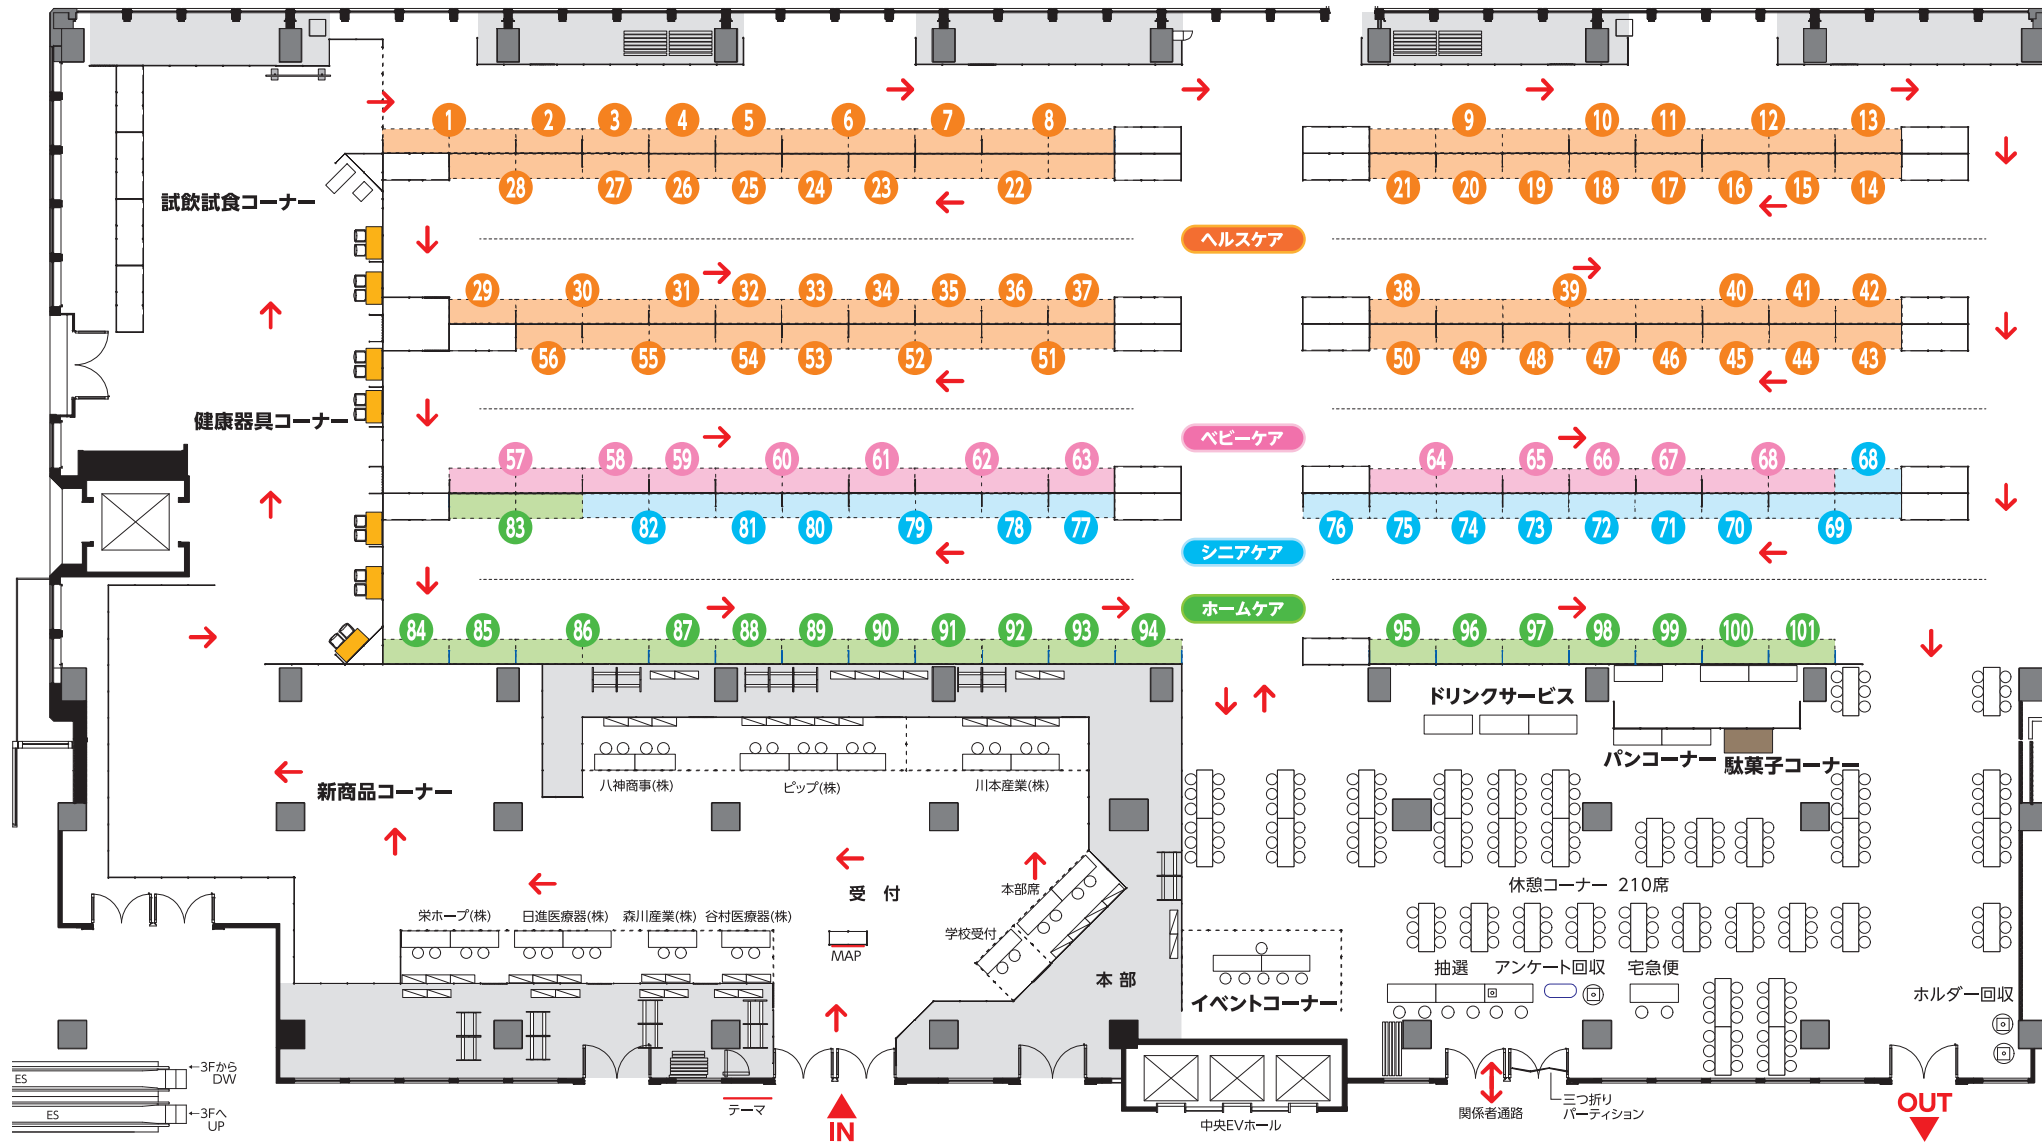 1 2 3 4 5 6 7 8 9 10 11 12 13
28 27 26 25 24 23 22 21 20 19 18 17 16 15 14
試飲試食コーナー
ヘルスケア
29 30 31 32 33 34 35 36 37 38 39 40 41 42
56 55 54 53 52 51 50 49 48 47 46 45 44 43
健康器具コーナー
ベビーケア
57 58 59 60 61 62 63 64 65 66 67 68 68
83 82 81 80 79 78 77 76 75 74 73 72 71 70 69
シニアケア
ホームケア
84 85 86 87 88 89 90 91 92 93 94 95 96 97 98 99 100 101
ドリンクサービス
パンコーナー
駄菓子コーナー
新商品コーナー
八神商事(株)
ピップ(株)
川本産業(株)
休憩コーナー 210席
受 付
本部席
学校受付
栄ホープ(株)
日進医療器(株)
森川産業(株)
谷村医療器(株)
MAP
本 部
イベントコーナー
抽選
アンケート回収
宅急便
ホルダー回収
←3Fから
DW
ES
←3Fへ
UP
ES
テーマ
IN
中央EVホール
関係者通路
三つ折り
パーティション
OUT